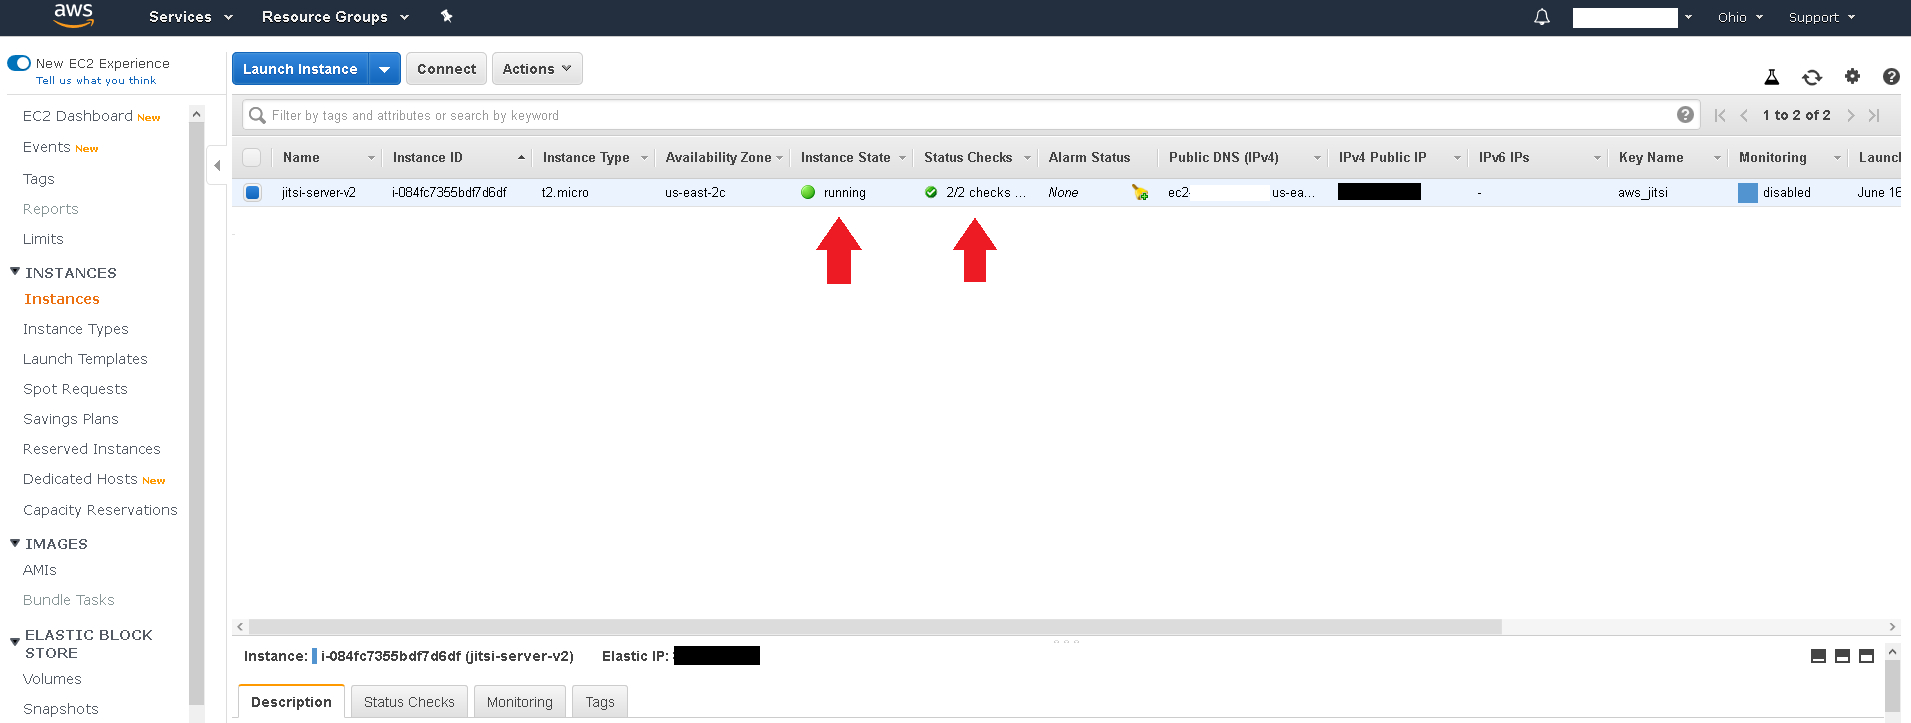 aws Services Resource Groups Ohio Support
New EC2 Experience
Tell us what you think
EC2 Dashboard New
Events New
Tags
Reports
Limits
INSTANCES
Instances
Instance Types
Launch Templates
Spot Requests
Savings Plans
Reserved Instances
Dedicated Hosts New
Capacity Reservations
IMAGES
AMIs
Bundle Tasks
ELASTIC BLOCK
STORE
Volumes
Snapshots
Launch Instance Connect Actions
Filter by tags and attributes or search by keyword 1 to 2 of 2
Name Instance ID Instance Type Availability Zone Instance State Status Checks Alarm Status Public DNS (IPv4) IPv4 Public IP IPv6 IPs Key Name Monitoring Launch
jitsi-server-v2 i-084fc7355bdf7d6df t2.micro us-east-2c running 2/2 checks ... None ec2- us-ea... - aws_jitsi disabled June 16
Instance: i-084fc7355bdf7d6df (jitsi-server-v2) Elastic IP:
Description Status Checks Monitoring Tags